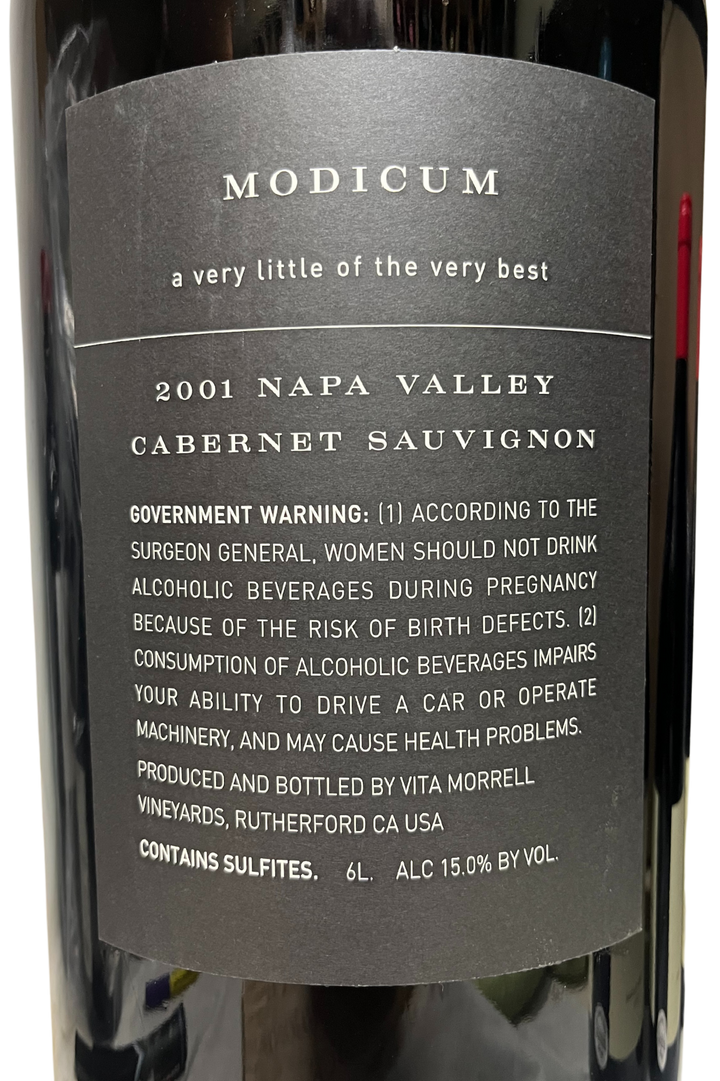 MODICUM
a very little of the very best
2001 NAPA VALLEY
CABERNET SAUVIGNON
GOVERNMENT WARNING: (1) ACCORDING TO THE
SURGEON GENERAL, WOMEN SHOULD NOT DRINK
ALCOHOLIC BEVERAGES DURING PREGNANCY
BECAUSE OF THE RISK OF BIRTH DEFECTS. (2)
CONSUMPTION OF ALCOHOLIC BEVERAGES IMPAIRS
YOUR ABILITY TO DRIVE A CAR OR OPERATE
MACHINERY, AND MAY CAUSE HEALTH PROBLEMS.
PRODUCED AND BOTTLED BY VITA MORRELL
VINEYARDS, RUTHERFORD CA USA
CONTAINS SULFITES. 6L. ALC 15.0% BY VOL.